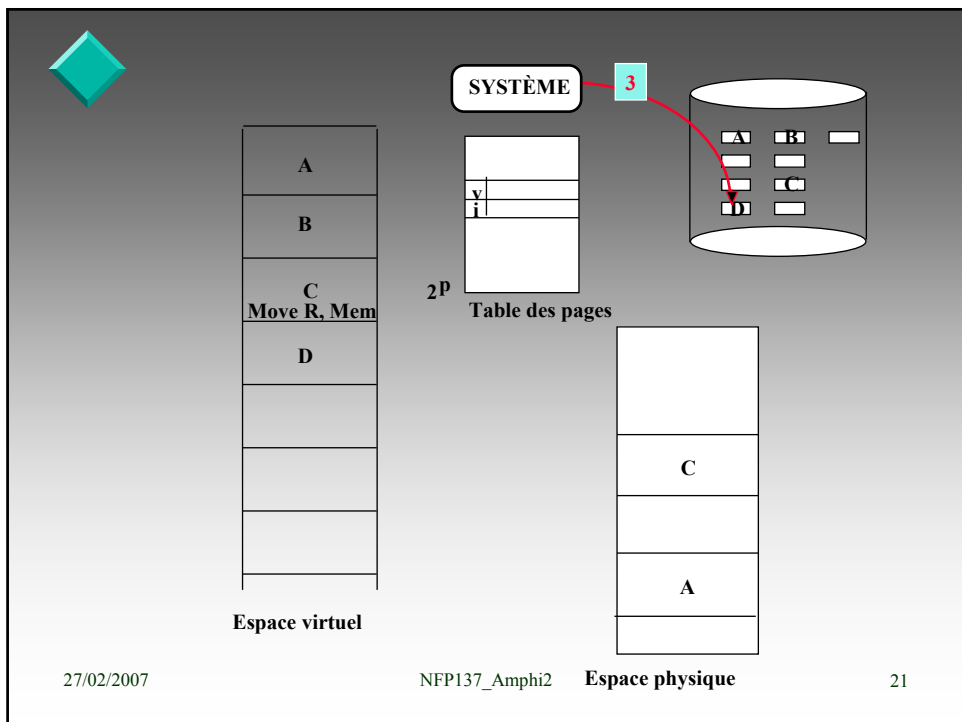 SYSTÈME
3
A B
C
D
A
B
C
Move R, Mem
D
v
i
2p
Table des pages
C
A
Espace virtuel
Espace physique
27/02/2007
NFP137_Amphi2
21